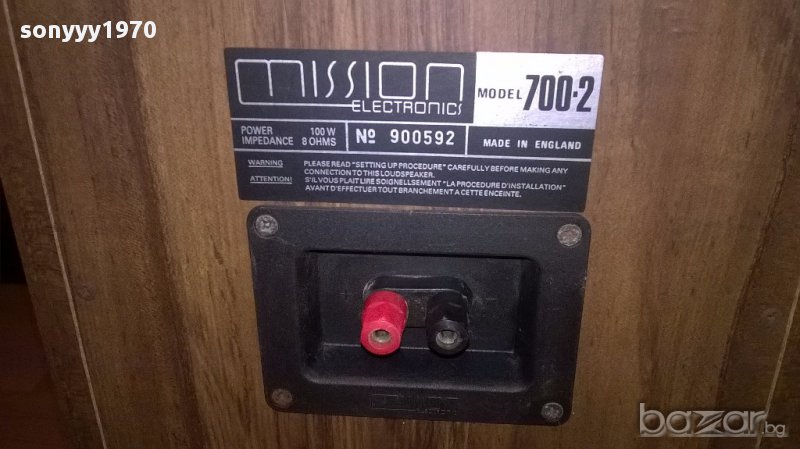 sonyyy1970
mission
ELECTRONICS
MODEL 700·2
POWER 100 W
IMPEDANCE 8 OHMS
Nº 900592
MADE IN ENGLAND
WARNING PLEASE READ "SETTING UP PROCEDURE" CAREFULLY BEFORE MAKING ANY
CONNECTION TO THIS LOUDSPEAKER.
ATTENTION! S'IL VOUS PLAIT LIRE SOIGNELLSEMENT "LA PROCEDURE D'INSTALLATION"
AVANT D'EFFECTUER TOUT BRANCHEMENT A CETTE ENCEINTE.
bazar.bg